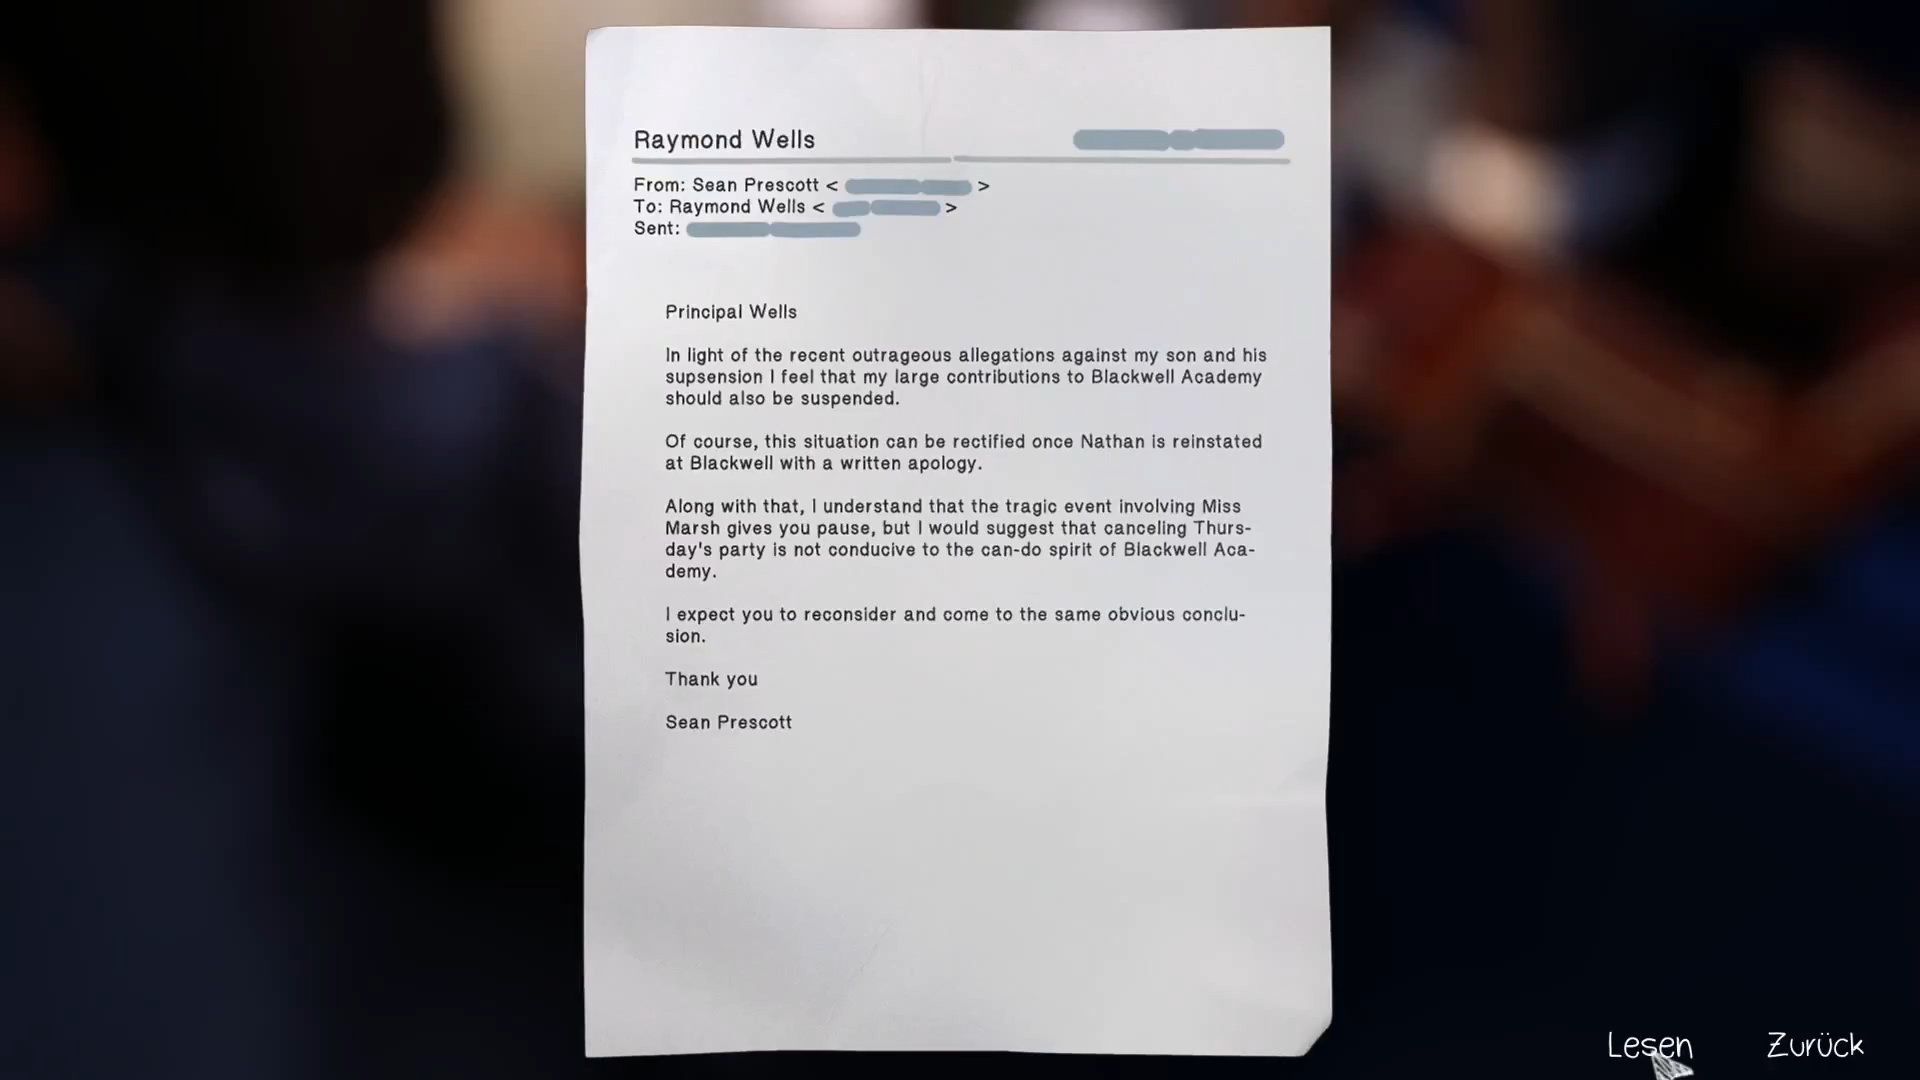 Raymond Wells
From: Sean Prescott < >
To: Raymond Wells < >
Sent:
Principal Wells
In light of the recent outrageous allegations against my son and his
supsension I feel that my large contributions to Blackwell Academy
should also be suspended.
Of course, this situation can be rectified once Nathan is reinstated
at Blackwell with a written apology.
Along with that, I understand that the tragic event involving Miss
Marsh gives you pause, but I would suggest that canceling Thurs-
day's party is not conducive to the can-do spirit of Blackwell Aca-
demy.
I expect you to reconsider and come to the same obvious conclu-
sion.
Thank you
Sean Prescott
Lesen Zurück